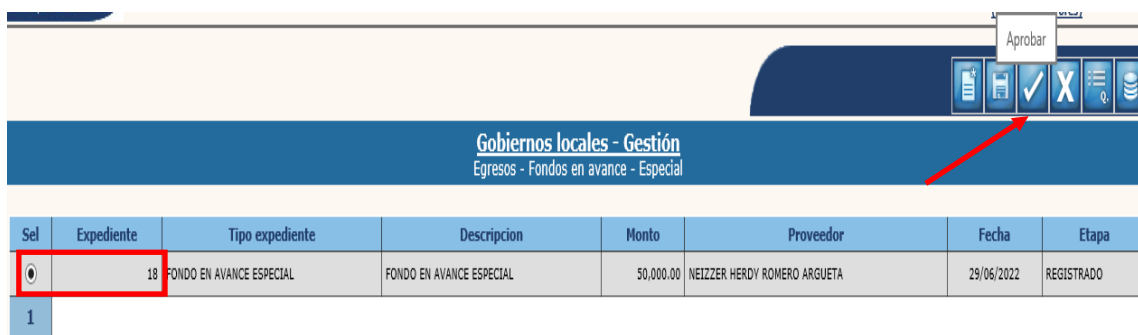 Aprobar
Q.
Gobiernos locales - Gestión
Egresos - Fondos en avance - Especial
Sel Expediente Tipo expediente Descripcion Monto Proveedor Fecha Etapa
18 FONDO EN AVANCE ESPECIAL FONDO EN AVANCE ESPECIAL 50,000.00 NEIZZER HERDY ROMERO ARGUETA 29/06/2022 REGISTRADO
1